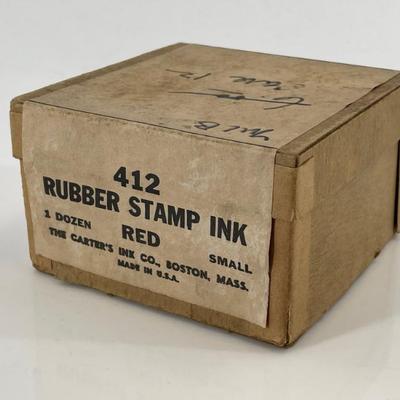 412
RUBBER STAMP INK
1 DOZEN RED SMALL
THE CARTER'S INK CO., BOSTON, MASS.
MADE IN U.S.A.